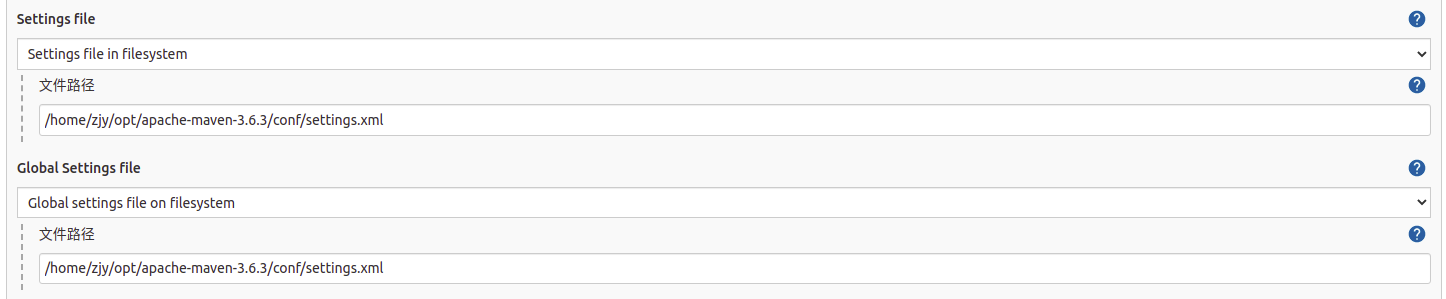 Settings file
Settings file in filesystem
文件路径
/home/zjy/opt/apache-maven-3.6.3/conf/settings.xml
Global Settings file
Global settings file on filesystem
文件路径
/home/zjy/opt/apache-maven-3.6.3/conf/settings.xml